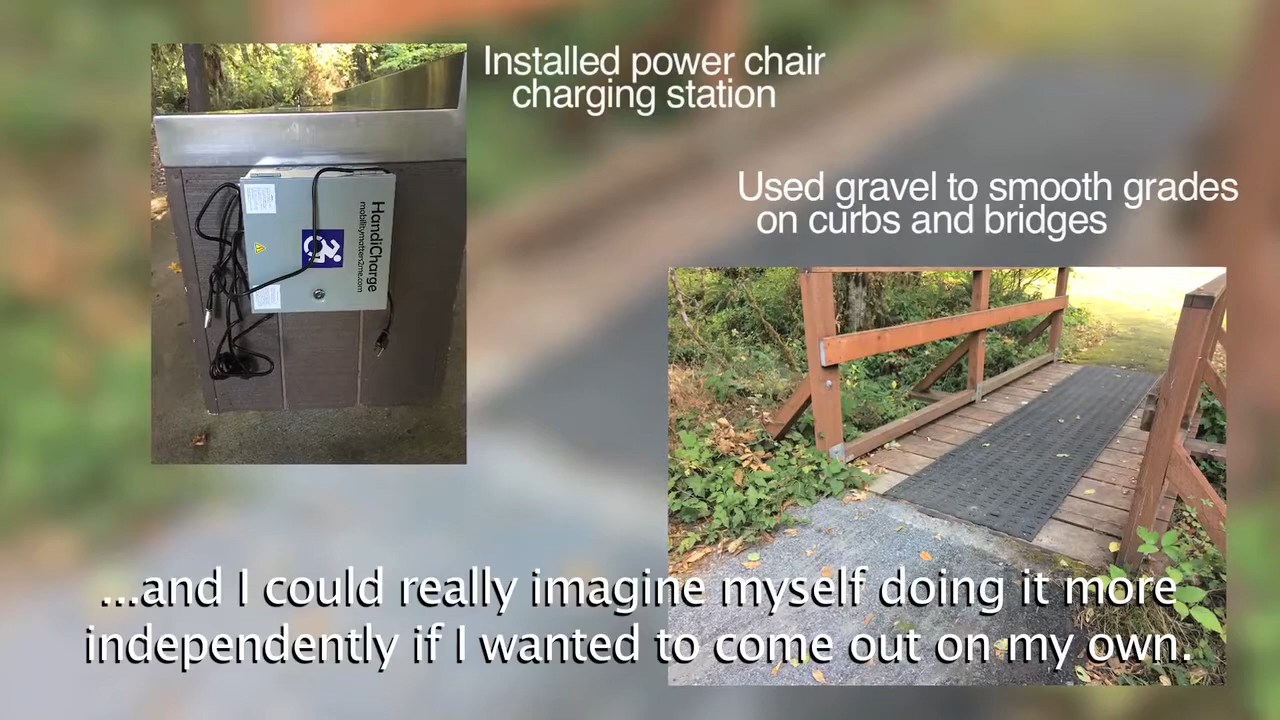 Installed power chair
charging station
Used gravel to smooth grades
on curbs and bridges
HandiCharge
mobilitymatters2me.com
...and I could really imagine myself doing it more
independently if I wanted to come out on my own.